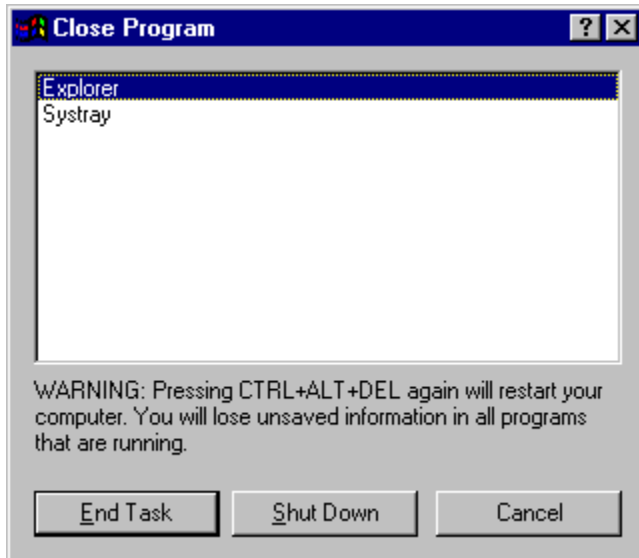 Close Program
Explorer
Systray
WARNING: Pressing CTRL+ALT+DEL again will restart your
computer. You will lose unsaved information in all programs
that are running.
End Task
Shut Down
Cancel